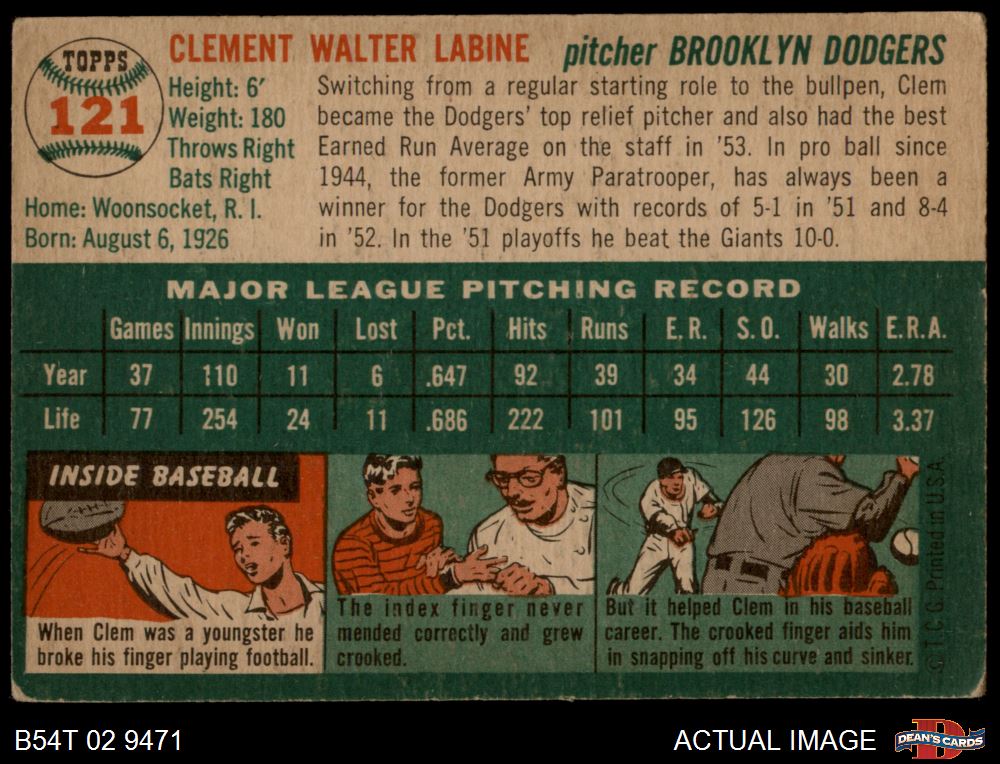 TOPPS
121
CLEMENT WALTER LABINE pitcher BROOKLYN DODGERS
Height: 6′
Weight: 180
Throws Right
Bats Right
Home: Woonsocket, R. I.
Born: August 6, 1926
Switching from a regular starting role to the bullpen, Clem
became the Dodgers' top relief pitcher and also had the best
Earned Run Average on the staff in '53. In pro ball since
1944, the former Army Paratrooper, has always been a
winner for the Dodgers with records of 5-1 in '51 and 8-4
in '52. In the '51 playoffs he beat the Giants 10-0.
MAJOR LEAGUE PITCHING RECORD
Games Innings Won Lost Pct. Hits Runs E. R. S. O. Walks E.R.A.
Year 37 110 11 6 .647 92 39 34 44 30 2.78
Life 77 254 24 11 .686 222 101 95 126 98 3.37
INSIDE BASEBALL
When Clem was a youngster he
broke his finger playing football.
The index finger never
mended correctly and grew
crooked.
But it helped Clem in his baseball
career. The crooked finger aids him
in snapping off his curve and sinker.
© T. C. G. Printed in U.S.A.
B54T 02 9471
ACTUAL IMAGE
DEAN'S CARDS